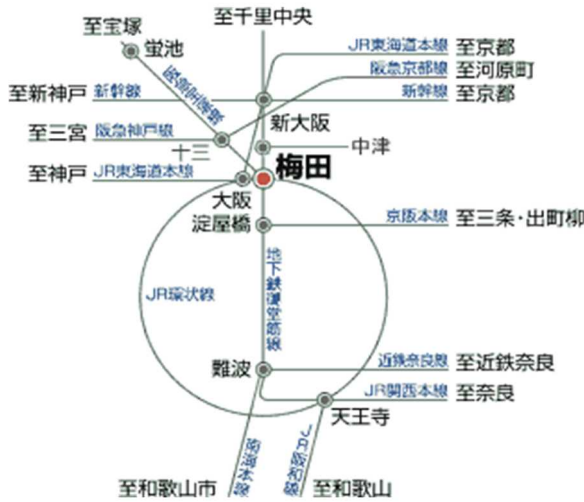 至千里中央
至宝塚
蛍池
JR東海道本線 至京都
阪急京都線 至河原町
至新神戸 新幹線
新幹線 至京都
阪急宝塚線
新大阪
至三宮 阪急神戸線
十三
中津
至神戸 JR東海道本線
梅田
大阪
淀屋橋
京阪本線 至三条・出町柳
地下鉄御堂筋線
JR環状線
難波
近鉄奈良線 至近鉄奈良
JR関西本線 至奈良
天王寺
南海本線
JR阪和線
至和歌山市
至和歌山